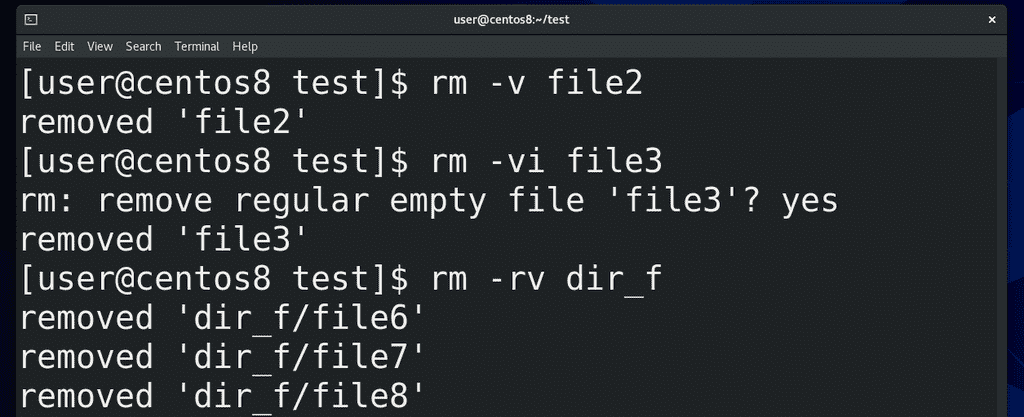 user@centos8:~/test
File Edit View Search Terminal Help
[user@centos8 test]$ rm -v file2
removed 'file2'
[user@centos8 test]$ rm -vi file3
rm: remove regular empty file 'file3'? yes
removed 'file3'
[user@centos8 test]$ rm -rv dir_f
removed 'dir_f/file6'
removed 'dir_f/file7'
removed 'dir_f/file8'